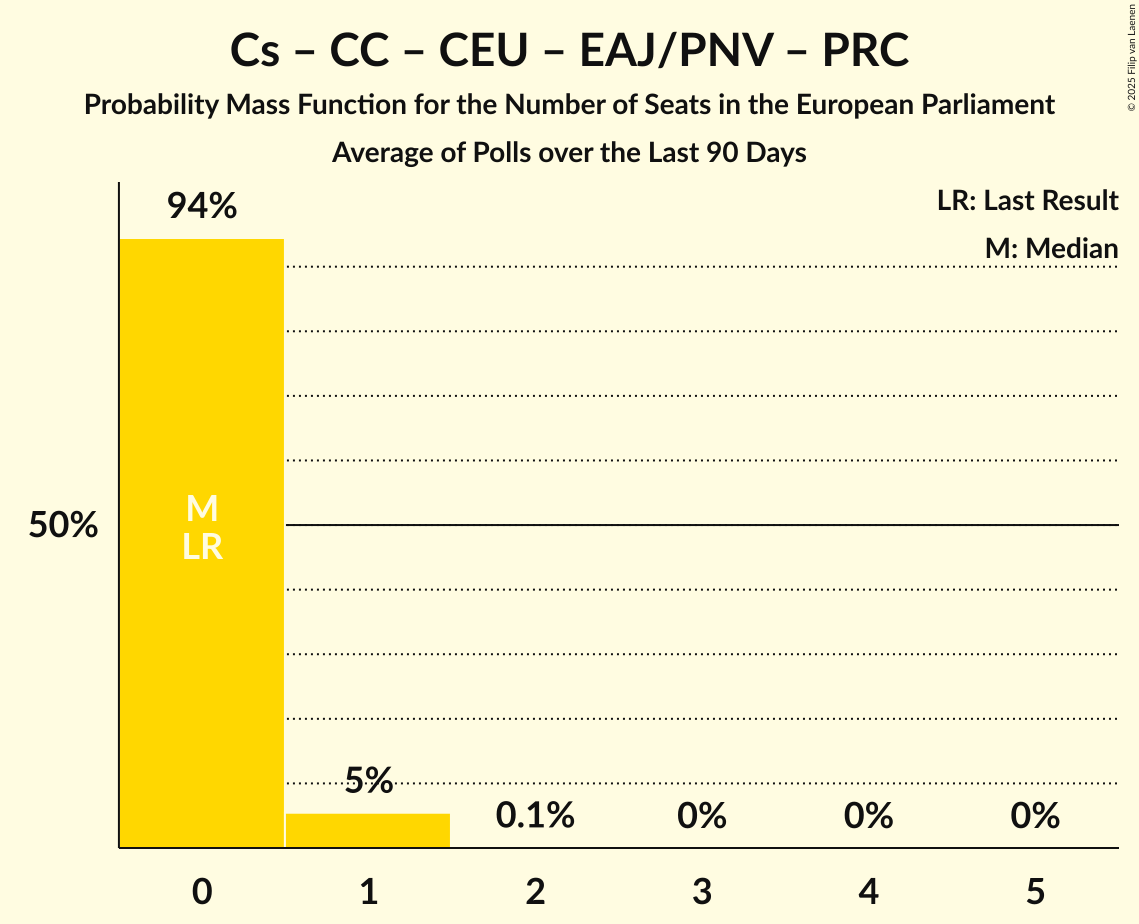 Cs – CC – CEU – EAJ/PNV – PRC
Probability Mass Function for the Number of Seats in the European Parliament
Average of Polls over the Last 90 Days
© 2025 Filip van Laenen
LR: Last Result
M: Median
94%
M
LR
50%
5%
0.1%
0%
0%
0%
0
1
2
3
4
5